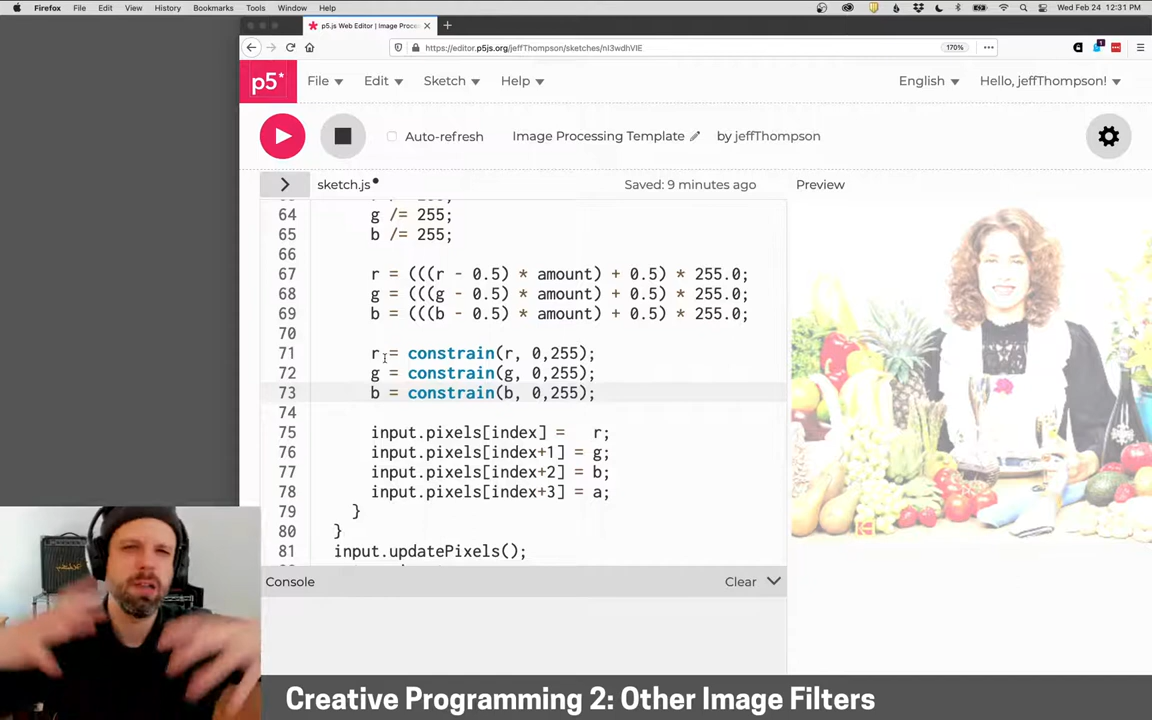 Firefox File Edit View History Bookmarks Tools Window Help
Wed Feb 24 12:31 PM
p5.js Web Editor | Image Proce
https://editor.p5js.org/jeffThompson/sketches/nI3wdhVIE
170%
p5* File Edit Sketch Help English Hello, jeffThompson!
Auto-refresh Image Processing Template by jeffThompson
sketch.js Saved: 9 minutes ago Preview
64 g /= 255;
65 b /= 255;
66
67 r = (((r - 0.5) * amount) + 0.5) * 255.0;
68 g = (((g - 0.5) * amount) + 0.5) * 255.0;
69 b = (((b - 0.5) * amount) + 0.5) * 255.0;
70
71 r = constrain(r, 0,255);
72 g = constrain(g, 0,255);
73 b = constrain(b, 0,255);
74
75 input.pixels[index] = r;
76 input.pixels[index+1] = g;
77 input.pixels[index+2] = b;
78 input.pixels[index+3] = a;
79 }
80 }
81 input.updatePixels();
Console Clear
Creative Programming 2: Other Image Filters